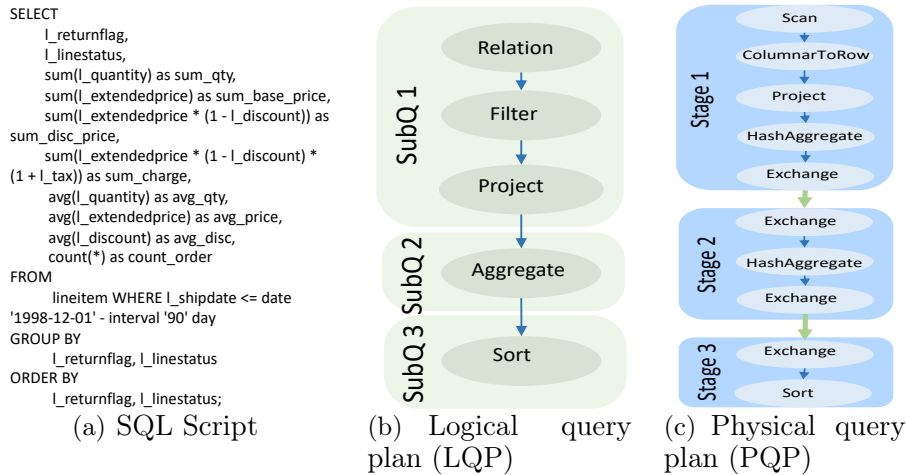 SELECT
l_returnflag,
l_linestatus,
sum(l_quantity) as sum_qty,
sum(l_extendedprice) as sum_base_price,
sum(l_extendedprice * (1 - l_discount)) as
sum_disc_price,
sum(l_extendedprice * (1 - l_discount) *
(1 + l_tax)) as sum_charge,
avg(l_quantity) as avg_qty,
avg(l_extendedprice) as avg_price,
avg(l_discount) as avg_disc,
count(*) as count_order
FROM
lineitem WHERE l_shipdate <= date
'1998-12-01' - interval '90' day
GROUP BY
l_returnflag, l_linestatus
ORDER BY
l_returnflag, l_linestatus;
(a) SQL Script
SubQ 1
Relation
Filter
Project
SubQ 2
Aggregate
SubQ 3
Sort
(b) Logical query
plan (LQP)
Stage 1
Scan
ColumnarToRow
Project
HashAggregate
Exchange
Stage 2
Exchange
HashAggregate
Exchange
Stage 3
Exchange
Sort
(c) Physical query
plan (PQP)